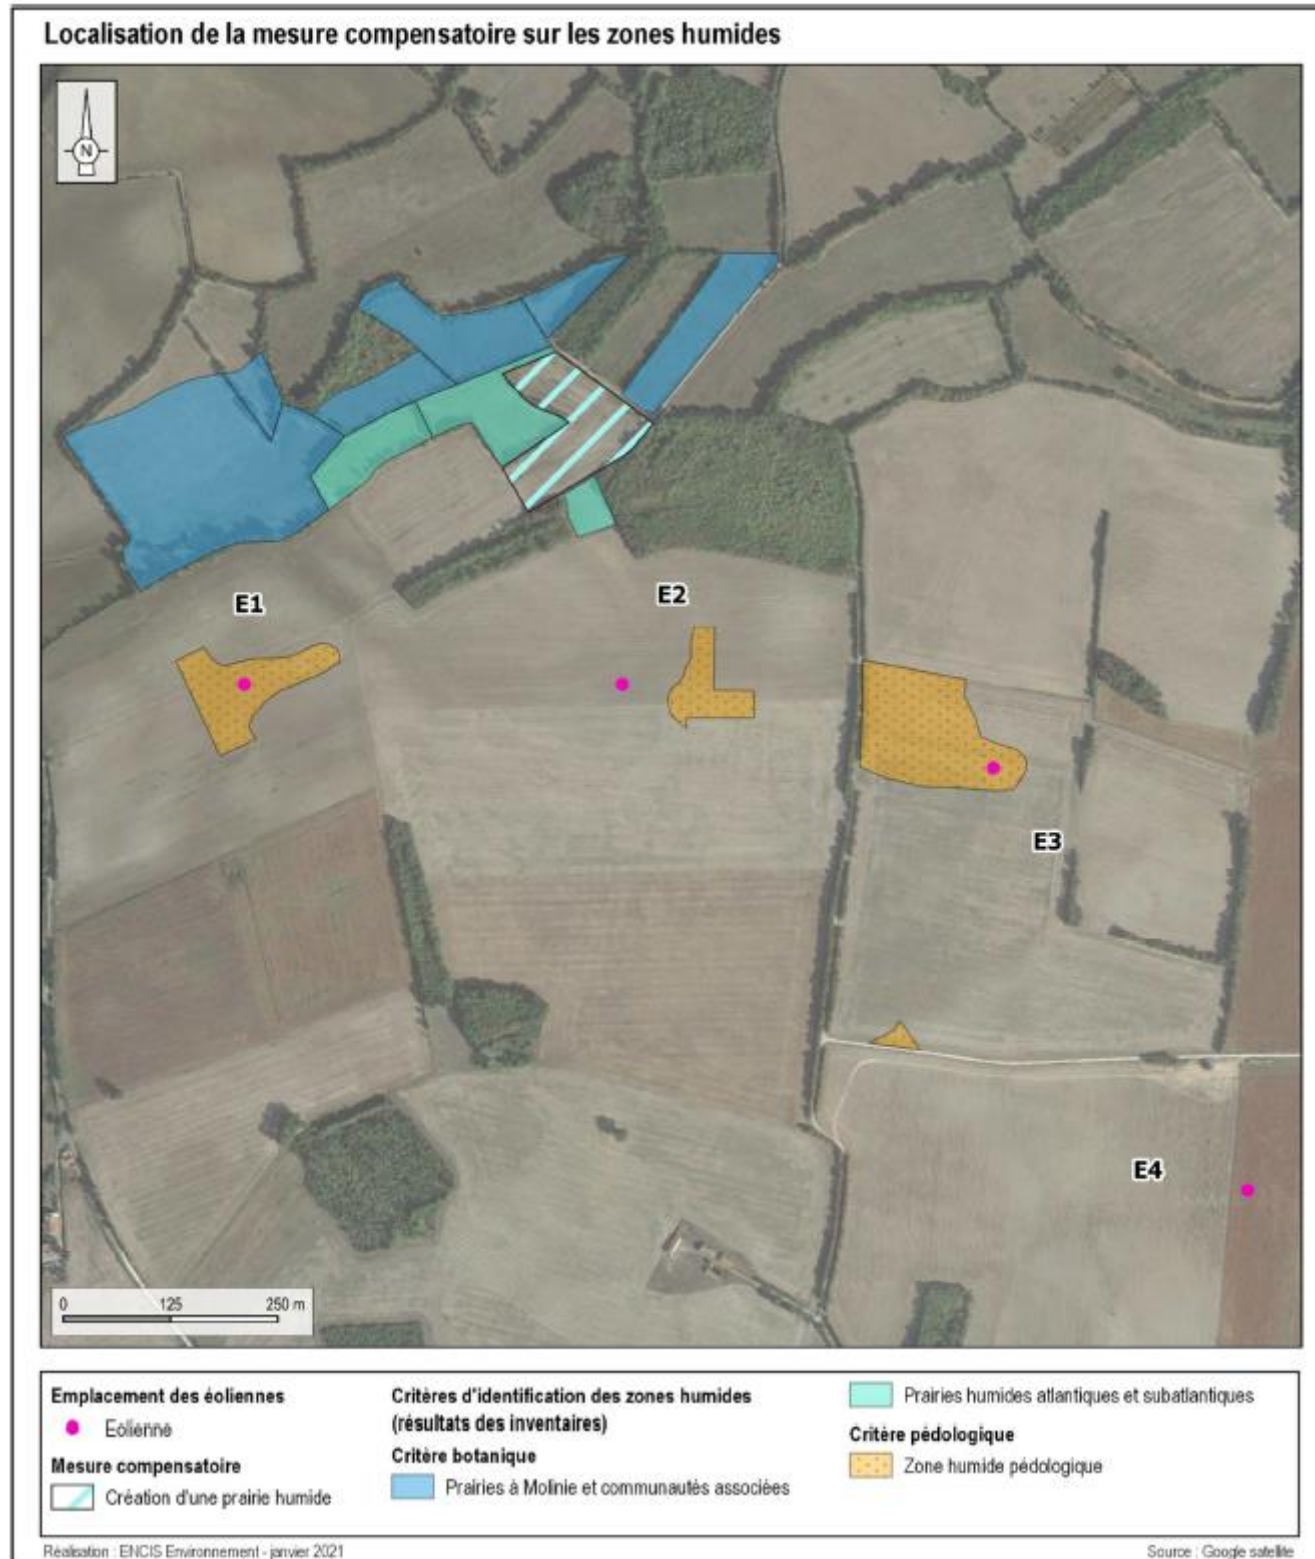 Localisation de la mesure compensatoire sur les zones humides
N
E1
E2
E3
E4
0 125 250 m
Emplacement des éoliennes
Eolienne
Mesure compensatoire
Création d'une prairie humide
Critères d'identification des zones humides
(résultats des inventaires)
Critère botanique
Prairies à Molinie et communautés associées
Prairies humides atlantiques et subatlantiques
Critère pédologique
Zone humide pédologique
Réalisation : ENCIS Environnement - janvier 2021
Source : Google satellite